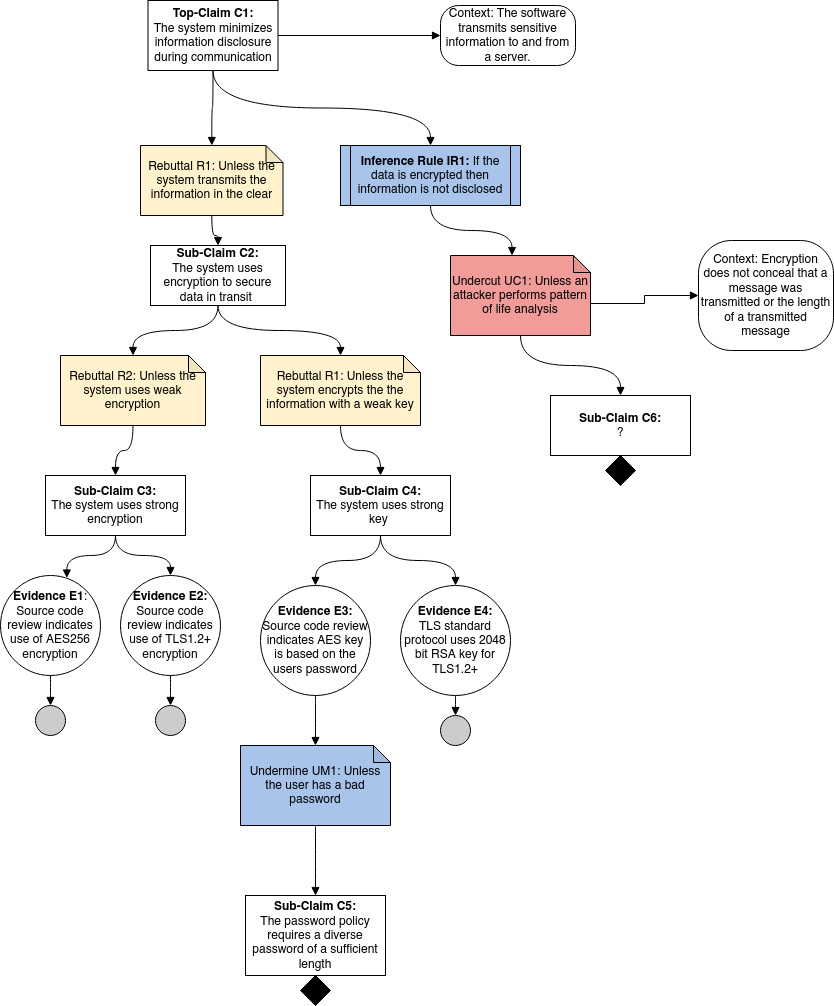 Top-Claim C1:
The system minimizes
information disclosure
during communication
Context: The software
transmits sensitive
information to and from
a server.
Rebuttal R1: Unless the
system transmits the
information in the clear
Inference Rule IR1: If the
data is encrypted then
information is not disclosed
Sub-Claim C2:
The system uses
encryption to secure
data in transit
Undercut UC1: Unless an
attacker performs pattern
of life analysis
Context: Encryption
does not conceal that a
message was
transmitted or the length
of a transmitted
message
Rebuttal R2: Unless the
system uses weak
encryption
Rebuttal R1: Unless the
system encrypts the the
information with a weak key
Sub-Claim C6:
?
Sub-Claim C3:
The system uses strong
encryption
Sub-Claim C4:
The system uses strong
key
Evidence E1:
Source code
review indicates
use of AES256
encryption
Evidence E2:
Source code
review indicates
use of TLS1.2+
encryption
Evidence E3:
Source code review
indicates AES key
is based on the
users password
Evidence E4:
TLS standard
protocol uses 2048
bit RSA key for
TLS1.2+
Undermine UM1: Unless
the user has a bad
password
Sub-Claim C5:
The password policy
requires a diverse
password of a sufficient
length